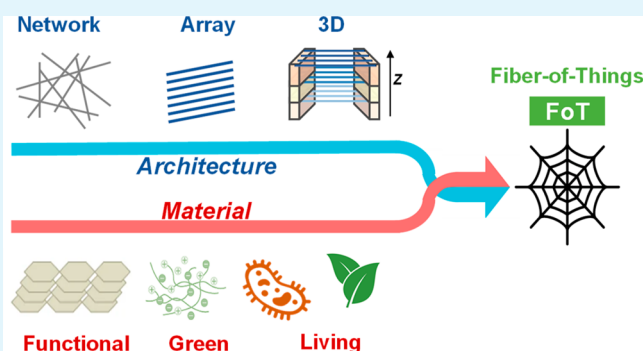 Network Array 3D
z
Fiber-of-Things
FoT
Architecture
Material
Functional Green Living